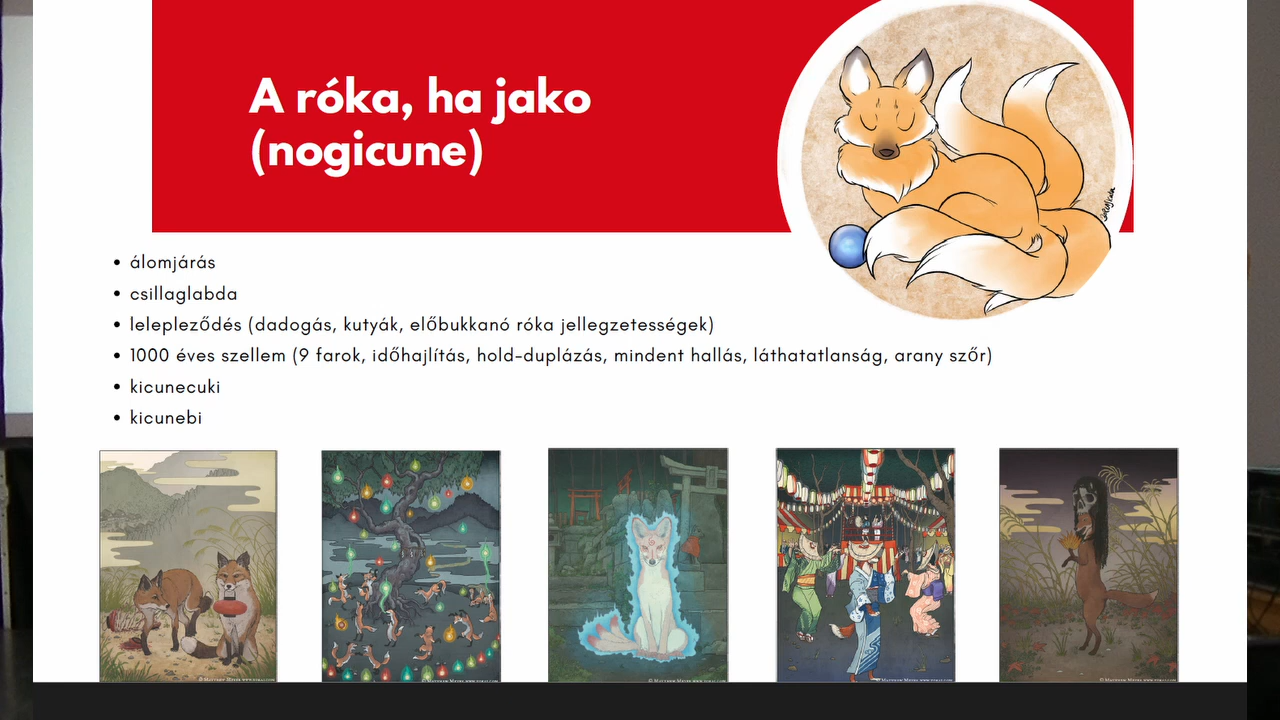 A róka, ha jako
(nogicune)
• álomjárás
• csillaglabda
• lelepleződés (dadogás, kutyák, előbukkanó róka jellegzetességek)
• 1000 éves szellem (9 farok, időhajlítás, hold-duplázás, mindent hallás, láthatatlanság, arany szőr)
• kicunecuki
• kicunebi